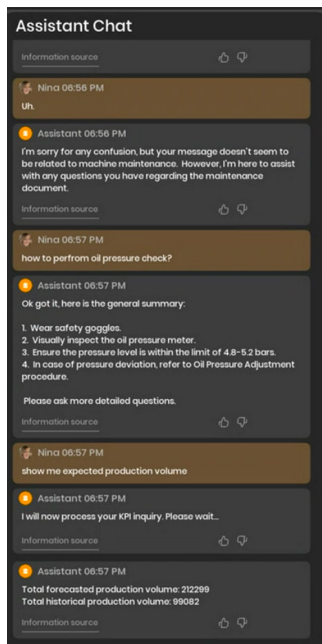 Assistant Chat
Information source
Nina 06:56 PM
Uh.
Assistant 06:56 PM
I'm sorry for any confusion, but your message doesn't seem to
be related to machine maintenance. However, I'm here to assist
with any questions you have regarding the maintenance
document.
Information source
Nina 06:57 PM
how to perfrom oil pressure check?
Assistant 06:57 PM
Ok got it, here is the general summary:
1. Wear safety goggles.
2. Visually inspect the oil pressure meter.
3. Ensure the pressure level is within the limit of 4.8-5.2 bars.
4. In case of pressure deviation, refer to Oil Pressure Adjustment
procedure.
Please ask more detailed questions.
Information source
Nina 06:57 PM
show me expected production volume
Assistant 06:57 PM
I will now process your KPI inquiry. Please wait...
Information source
Assistant 06:57 PM
Total forecasted production volume: 212299
Total historical production volume: 99082
Information source